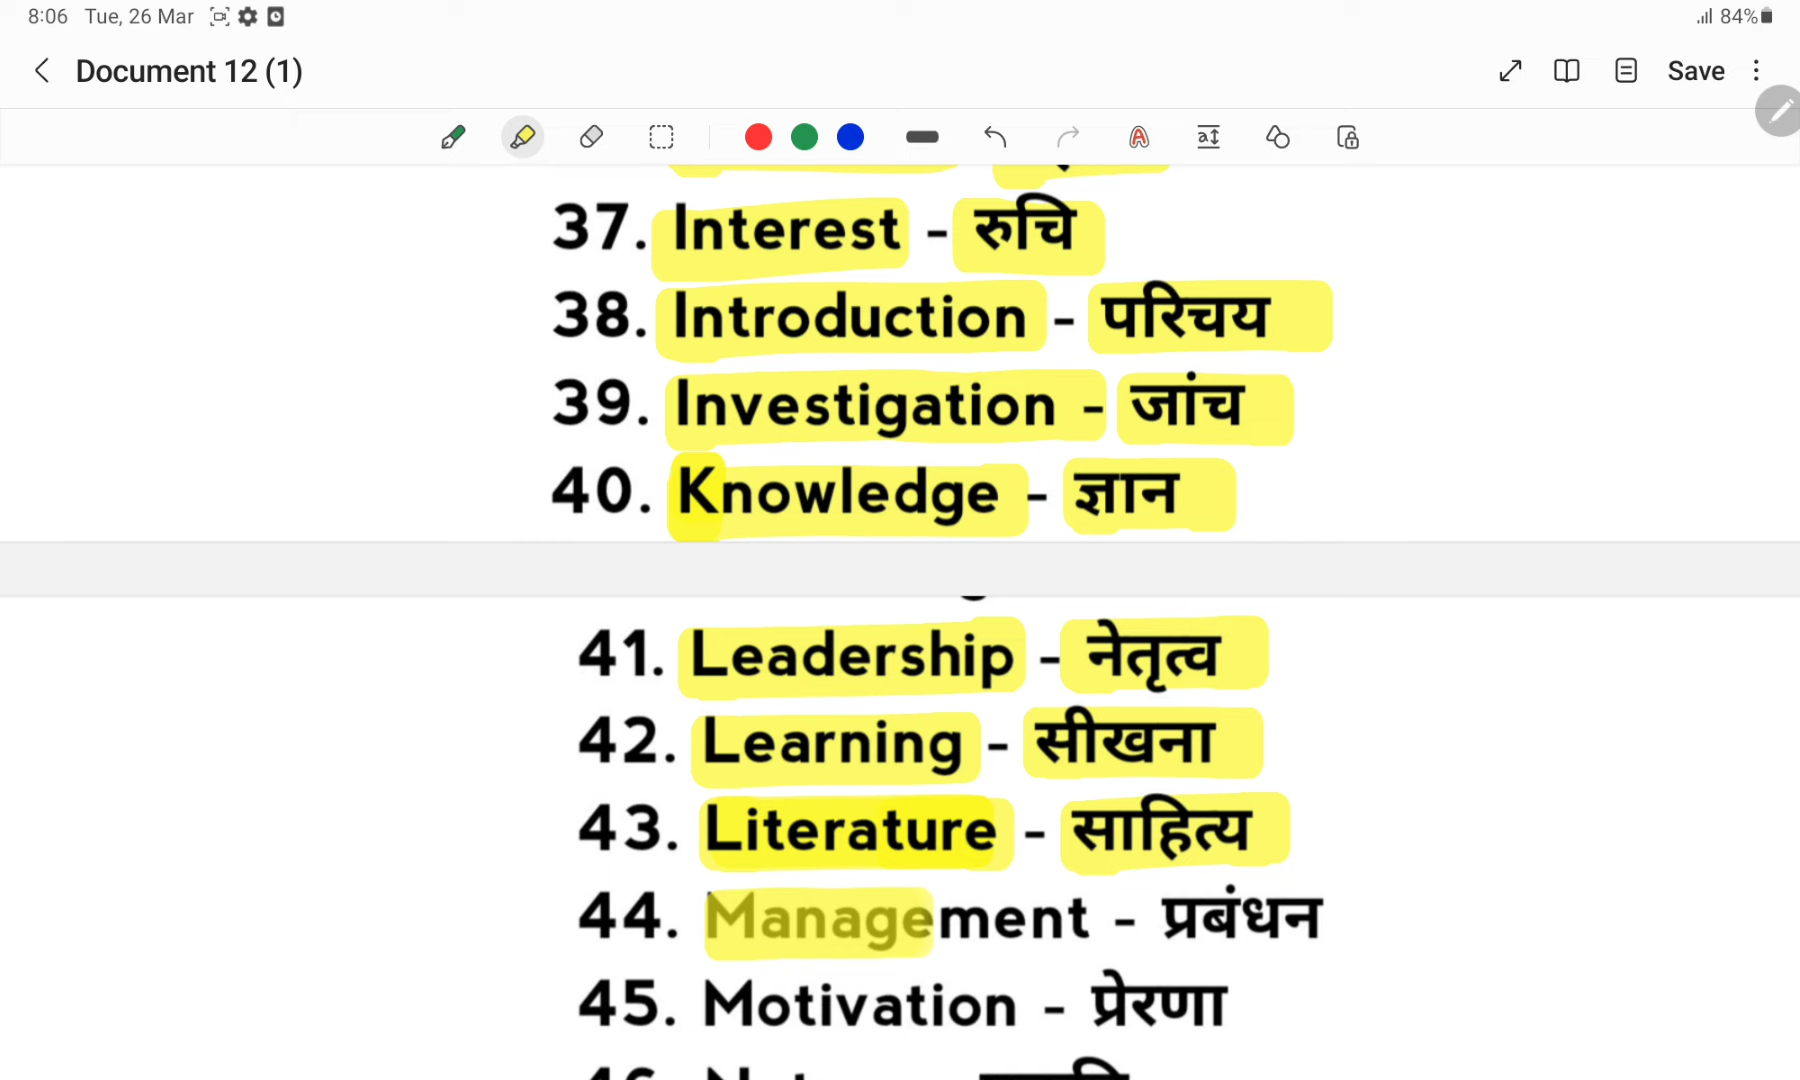 8:06 Tue, 26 Mar 84%
Document 12 (1) Save
37. Interest - रुचि
38. Introduction - परिचय
39. Investigation - जांच
40. Knowledge - ज्ञान
41. Leadership - नेतृत्व
42. Learning - सीखना
43. Literature - साहित्य
44. Management - प्रबंधन
45. Motivation - प्रेरणा